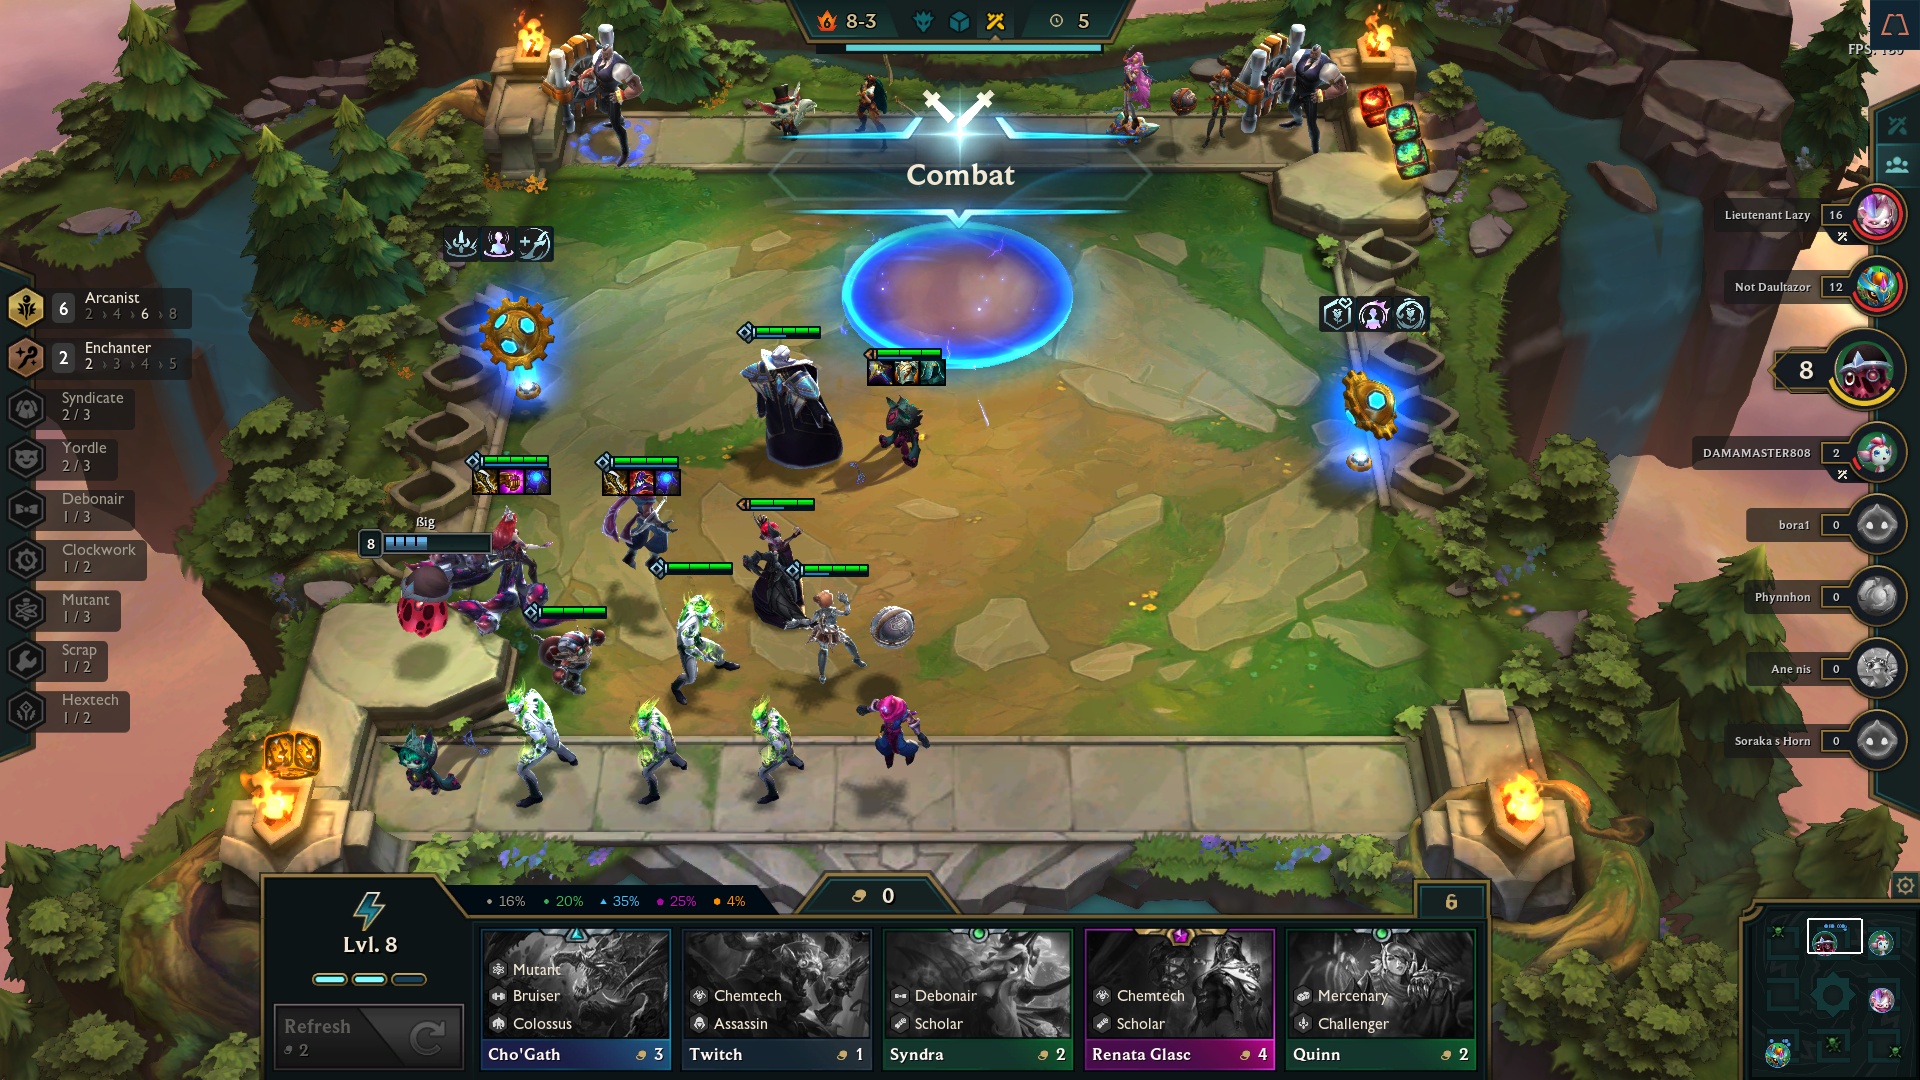 8-3
5
FPS:
Combat
Lieutenant Lazy
16
Not Daultazor
12
8
DAMAMASTER808
2
bora1
0
Phynnhon
0
Ane nis
0
Soraka s Horn
0
6
Arcanist
2 › 4 › 6 › 8
2
Enchanter
2 › 3 › 4 › 5
Syndicate
2 / 3
Yordle
2 / 3
Debonair
1 / 3
Clockwork
1 / 2
Mutant
1 / 3
Scrap
1 / 2
Hextech
1 / 2
ßig
8
16%
20%
35%
25%
4%
0
6
Lvl. 8
Refresh
2
Mutant
Bruiser
Colossus
Cho'Gath
3
Chemtech
Assassin
Twitch
1
Debonair
Scholar
Syndra
2
Chemtech
Scholar
Renata Glasc
4
Mercenary
Challenger
Quinn
2